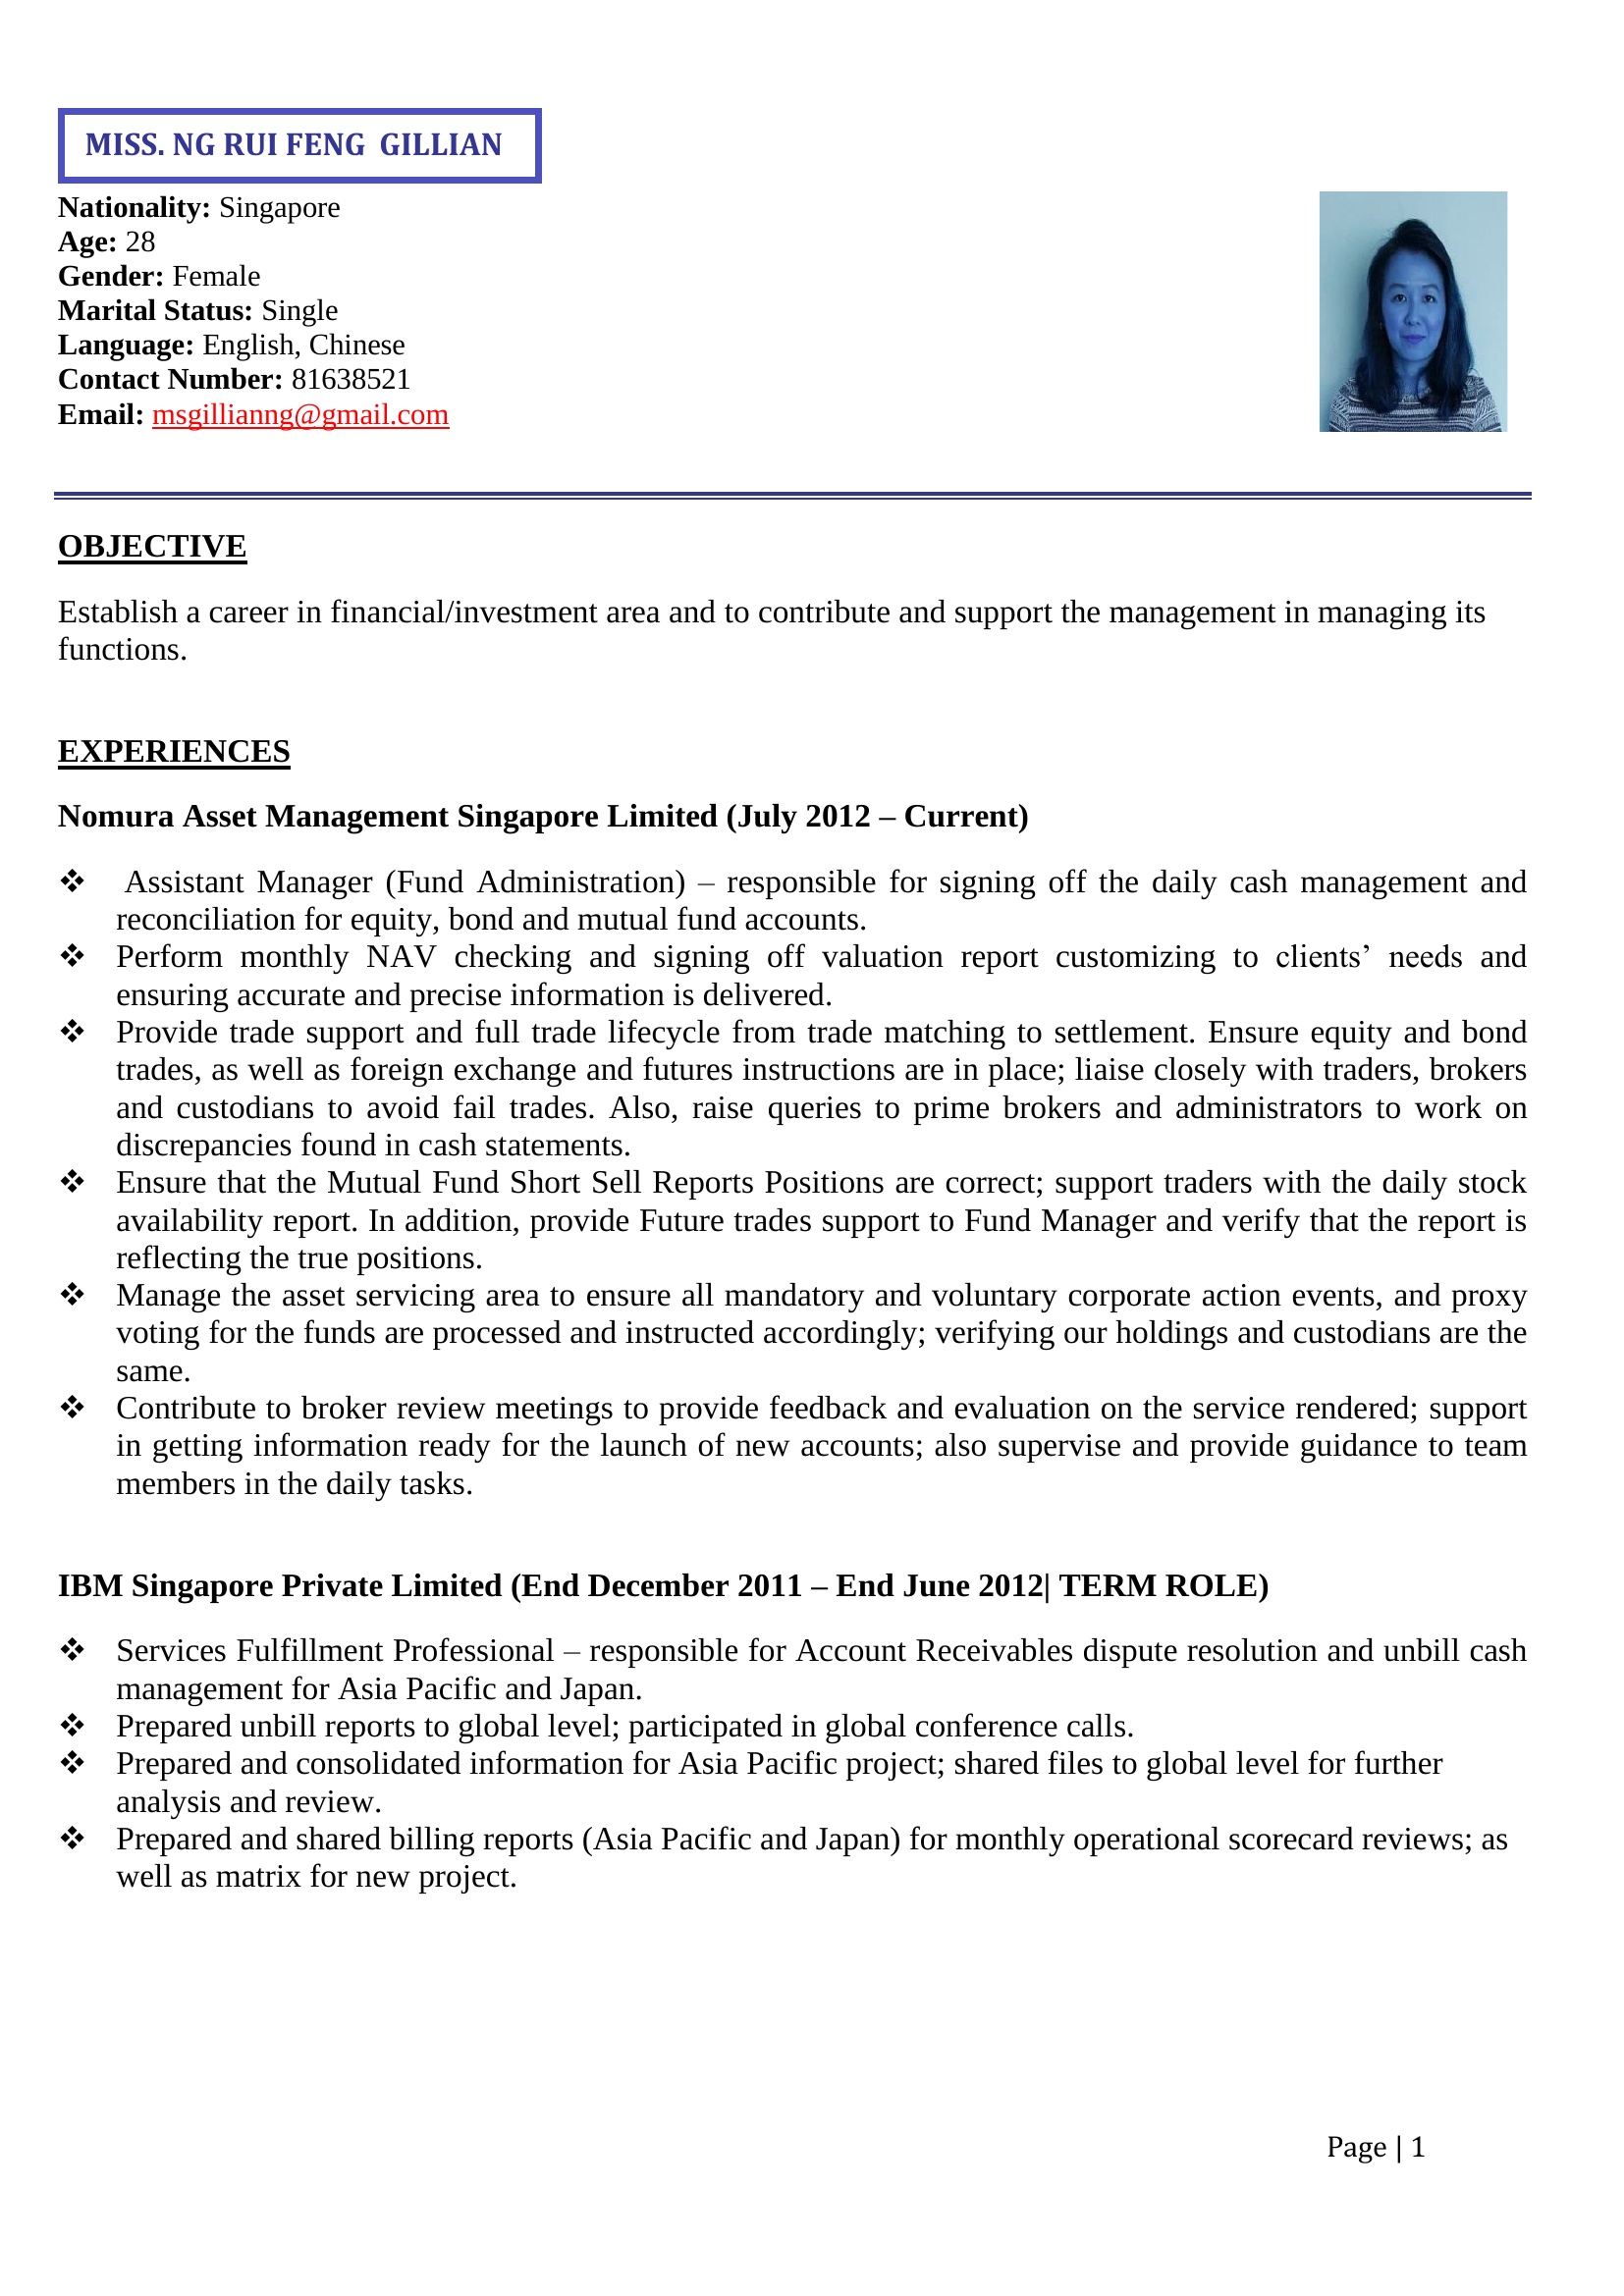 MISS. NG RUI FENG  GILLIAN
Nationality: Singapore
Age: 28
Gender: Female
Marital Status: Single
Language: English, Chinese
Contact Number: 81638521
Email: msgillianng@gmail.com
OBJECTIVE
Establish a career in financial/investment area and to contribute and support the management in managing its
functions.
EXPERIENCES
Nomura Asset Management Singapore Limited (July 2012 – Current)
❖ Assistant Manager (Fund Administration) – responsible for signing off the daily cash management and
reconciliation for equity, bond and mutual fund accounts.
❖ Perform monthly NAV checking and signing off valuation report customizing to clients’ needs and
ensuring accurate and precise information is delivered.
❖ Provide trade support and full trade lifecycle from trade matching to settlement. Ensure equity and bond
trades, as well as foreign exchange and futures instructions are in place; liaise closely with traders, brokers
and custodians to avoid fail trades. Also, raise queries to prime brokers and administrators to work on
discrepancies found in cash statements.
❖ Ensure that the Mutual Fund Short Sell Reports Positions are correct; support traders with the daily stock
availability report. In addition, provide Future trades support to Fund Manager and verify that the report is
reflecting the true positions.
❖ Manage the asset servicing area to ensure all mandatory and voluntary corporate action events, and proxy
voting for the funds are processed and instructed accordingly; verifying our holdings and custodians are the
same.
❖ Contribute to broker review meetings to provide feedback and evaluation on the service rendered; support
in getting information ready for the launch of new accounts; also supervise and provide guidance to team
members in the daily tasks.
IBM Singapore Private Limited (End December 2011 – End June 2012| TERM ROLE)
❖ Services Fulfillment Professional – responsible for Account Receivables dispute resolution and unbill cash
management for Asia Pacific and Japan.
❖ Prepared unbill reports to global level; participated in global conference calls.
❖ Prepared and consolidated information for Asia Pacific project; shared files to global level for further
analysis and review.
❖ Prepared and shared billing reports (Asia Pacific and Japan) for monthly operational scorecard reviews; as
well as matrix for new project.
Page | 1